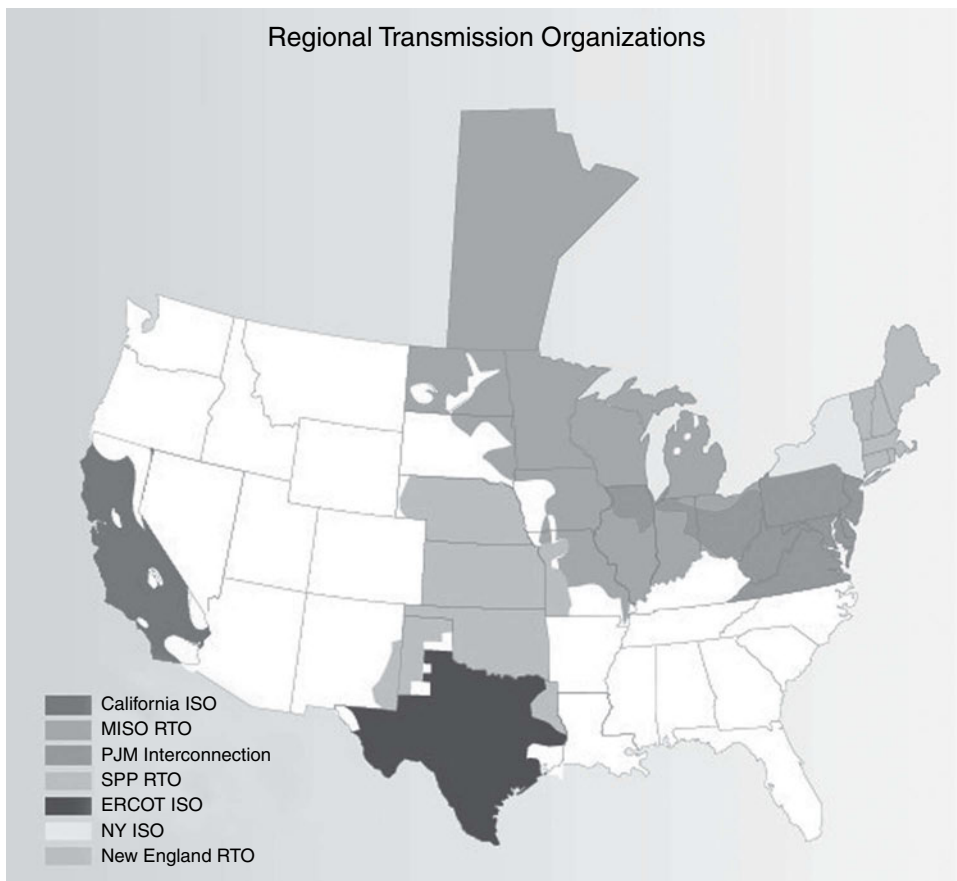 Regional Transmission Organizations
California ISO
MISO RTO
PJM Interconnection
SPP RTO
ERCOT ISO
NY ISO
New England RTO